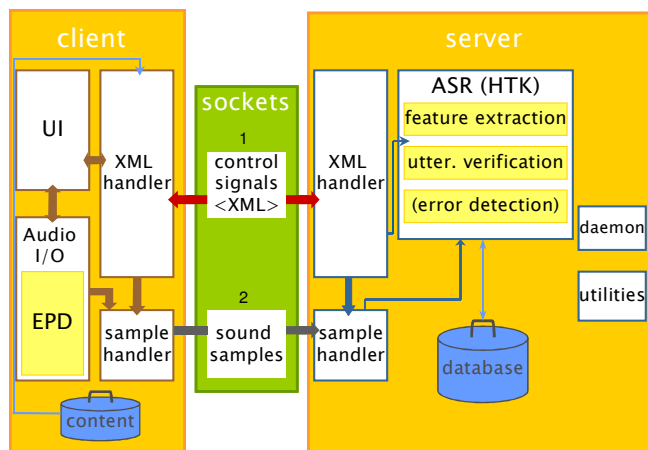 client
UI
XML
handler
Audio
I/O
EPD
sample
handler
content
sockets
1
control
signals
<XML>
2
sound
samples
server
XML
handler
sample
handler
ASR (HTK)
feature extraction
utter. verification
(error detection)
daemon
utilities
database